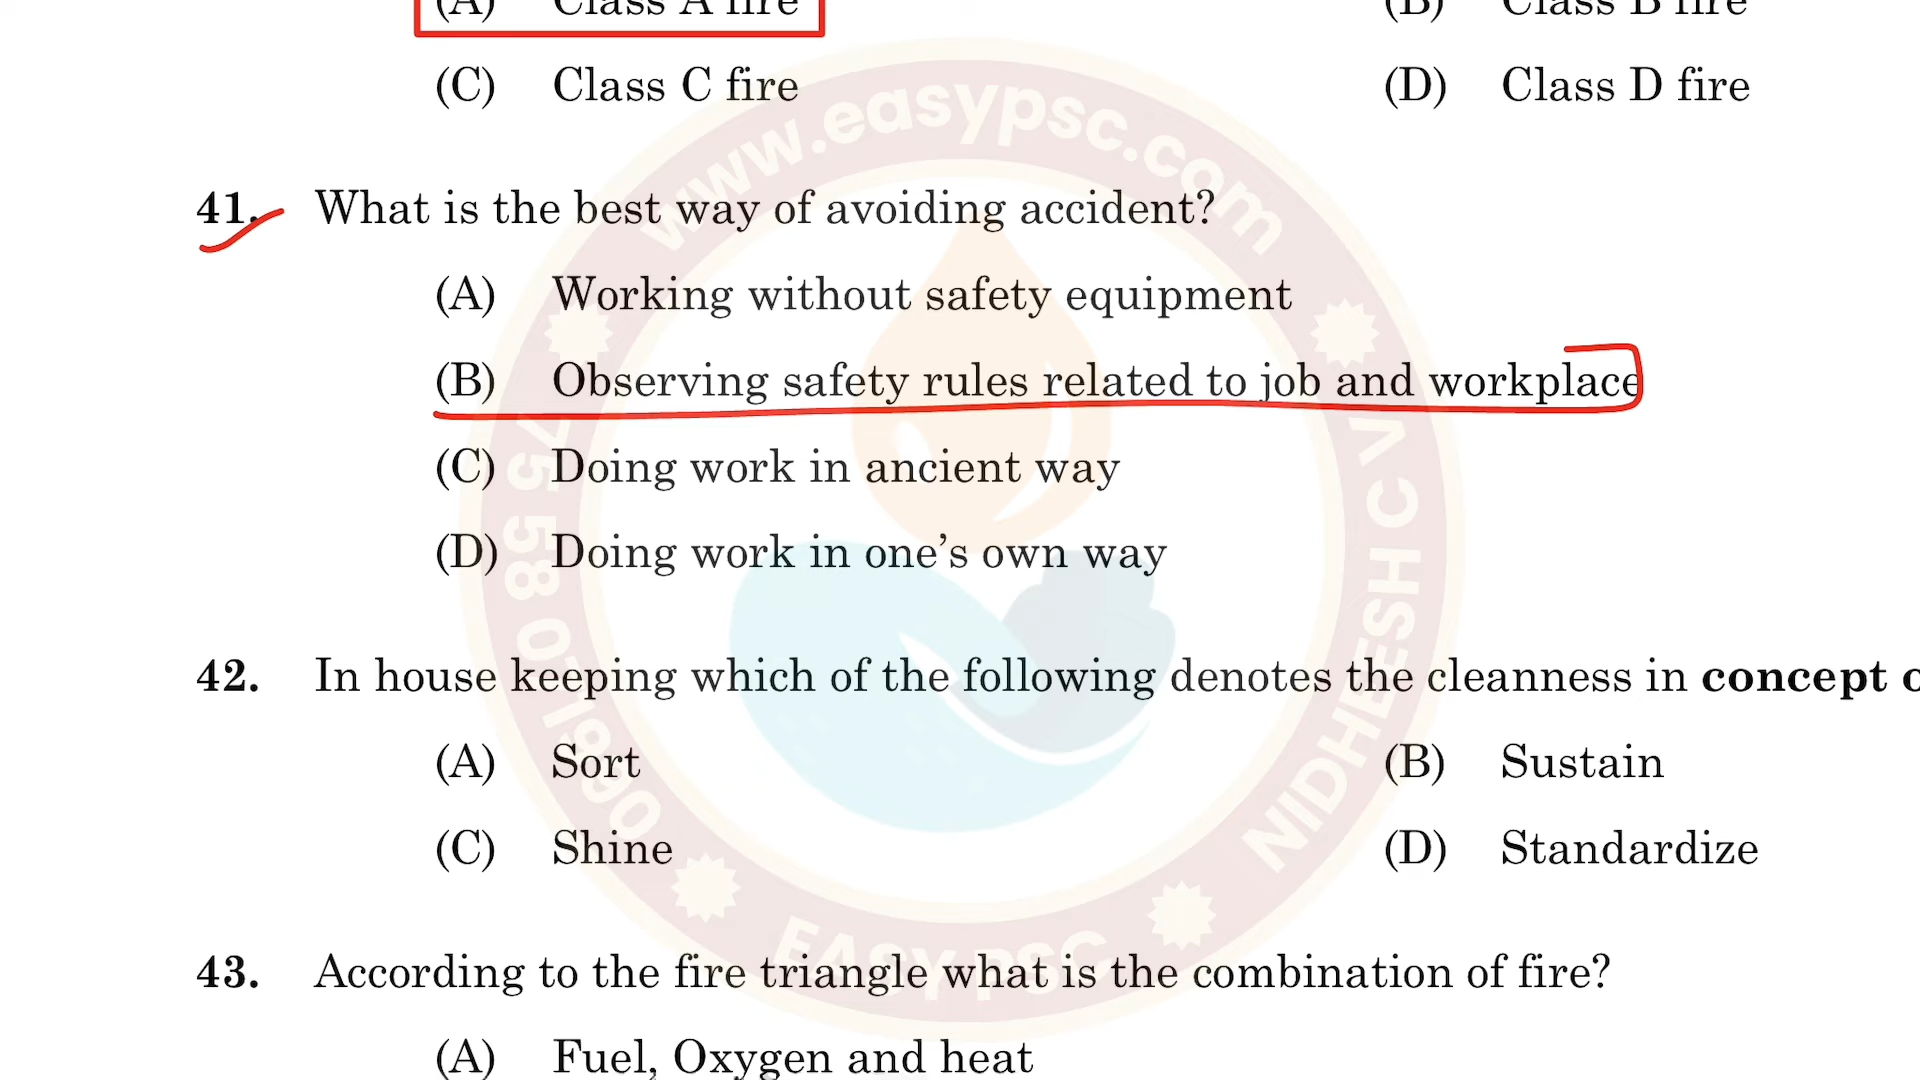 (A) Class A fire (B) Class B fire
(C) Class C fire (D) Class D fire
41. What is the best way of avoiding accident?
(A) Working without safety equipment
(B) Observing safety rules related to job and workplace
(C) Doing work in ancient way
(D) Doing work in one's own way
42. In house keeping which of the following denotes the cleanness in concept o
(A) Sort (B) Sustain
(C) Shine (D) Standardize
43. According to the fire triangle what is the combination of fire?
(A) Fuel, Oxygen and heat
www.easypsc.com
NIDHEESH C V
EASY PSC